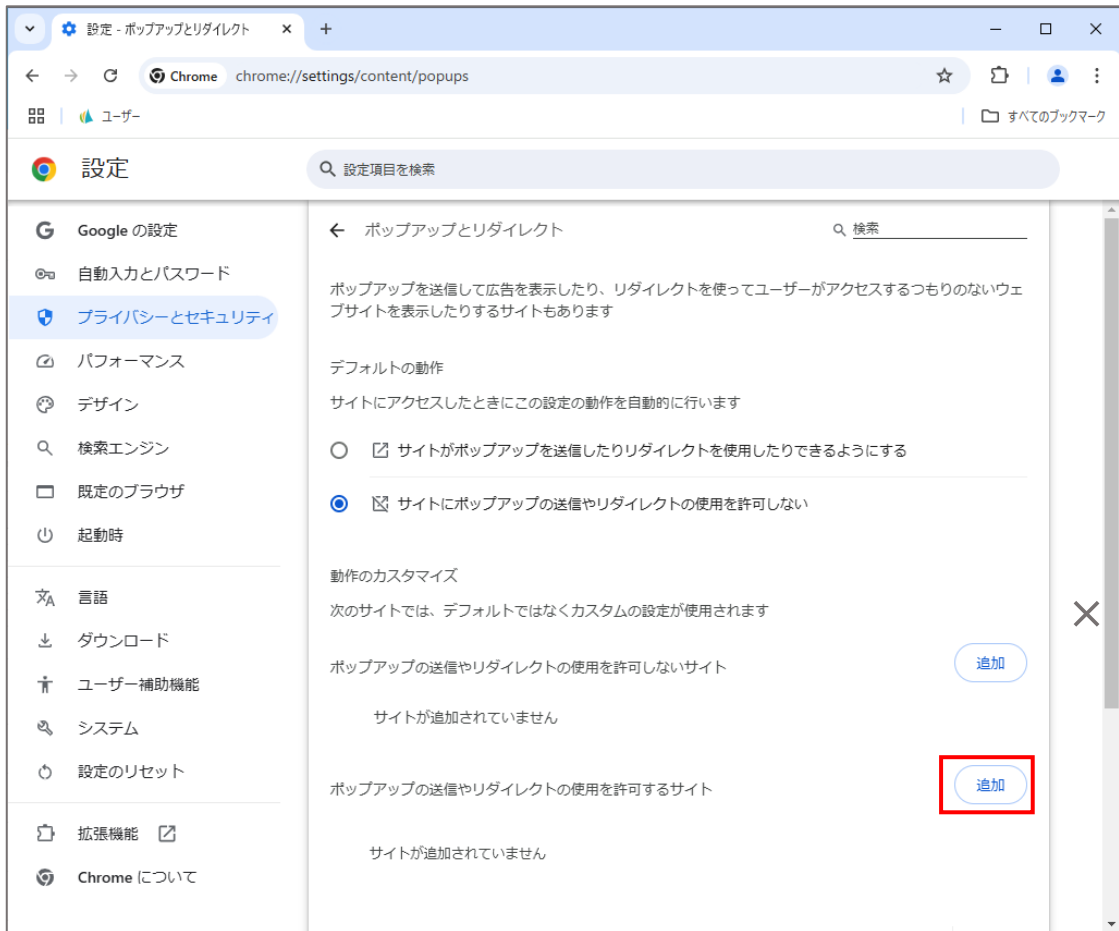 設定 - ポップアップとリダイレクト
Chrome chrome://settings/content/popups
ユーザー すべてのブックマーク
設定 設定項目を検索
Google の設定
自動入力とパスワード
プライバシーとセキュリティ
パフォーマンス
デザイン
検索エンジン
既定のブラウザ
起動時
言語
ダウンロード
ユーザー補助機能
システム
設定のリセット
拡張機能
Chrome について
ポップアップとリダイレクト 検索
ポップアップを送信して広告を表示したり、リダイレクトを使ってユーザーがアクセスするつもりのないウェ
ブサイトを表示したりするサイトもあります
デフォルトの動作
サイトにアクセスしたときにこの設定の動作を自動的に行います
サイトがポップアップを送信したりリダイレクトを使用したりできるようにする
サイトにポップアップの送信やリダイレクトの使用を許可しない
動作のカスタマイズ
次のサイトでは、デフォルトではなくカスタムの設定が使用されます
ポップアップの送信やリダイレクトの使用を許可しないサイト 追加
サイトが追加されていません
ポップアップの送信やリダイレクトの使用を許可するサイト 追加
サイトが追加されていません